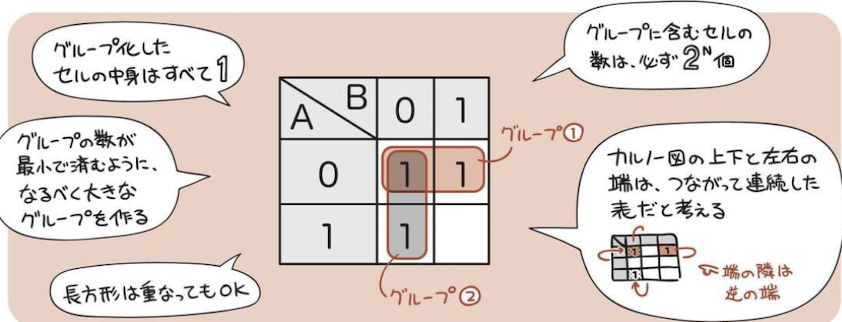 グループ化した
セルの中身はすべて1
グループに含むセルの
数は、必ず2ᴺ個
グループの数が
最小で済むように、
なるべく大きな
グループを作る
長方形は重なってもOK
A B 0 1
0 1 1
1 1
グループ①
グループ②
カルノー図の上下と左右の
端は、つながって連続した
表だと考える
1 1
1
端の隣は
逆の端